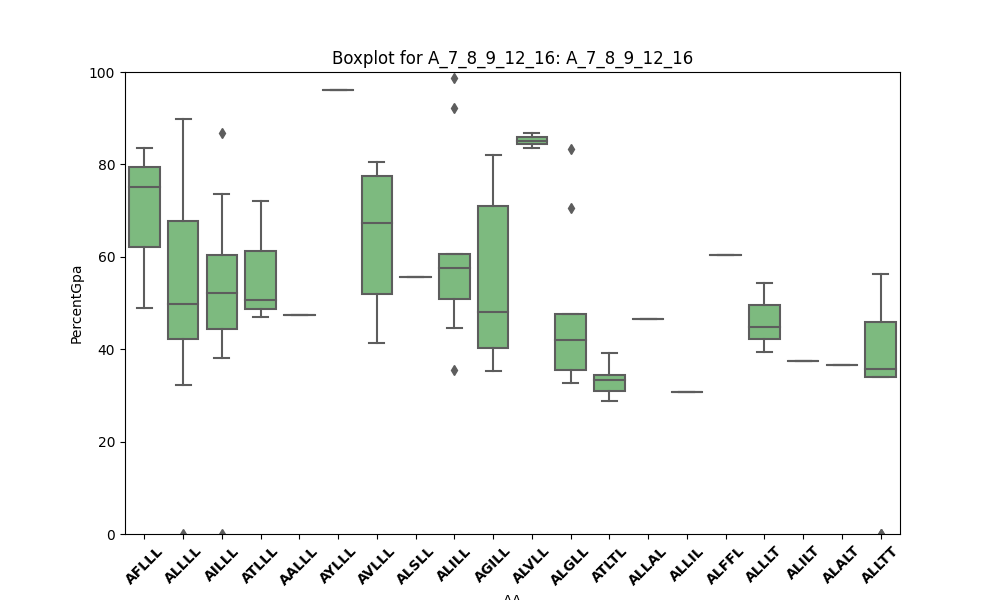 Boxplot for A_7_8_9_12_16: A_7_8_9_12_16
PercentGpa
100
80
60
40
20
0
AFLLL
ALLLL
AILLL
ATLLL
AALLL
AYLLL
AVLLL
ALSLL
ALILL
AGILL
ALVLL
ALGLL
ATLTL
ALLAL
ALLIL
ALFFL
ALLLT
ALILT
ALALT
ALLTT
AA